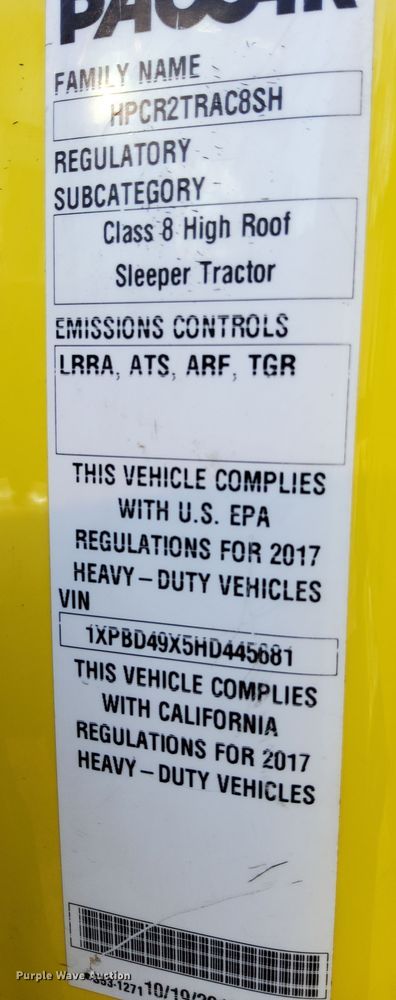 PACCAR
FAMILY NAME
HPCR2TRAC8SH
REGULATORY
SUBCATEGORY
Class 8 High Roof
Sleeper Tractor
EMISSIONS CONTROLS
LRRA, ATS, ARF, TGR
THIS VEHICLE COMPLIES
WITH U.S. EPA
REGULATIONS FOR 2017
HEAVY-DUTY VEHICLES
VIN
1XPBD49X5HD445681
THIS VEHICLE COMPLIES
WITH CALIFORNIA
REGULATIONS FOR 2017
HEAVY-DUTY VEHICLES
Purple Wave Auction